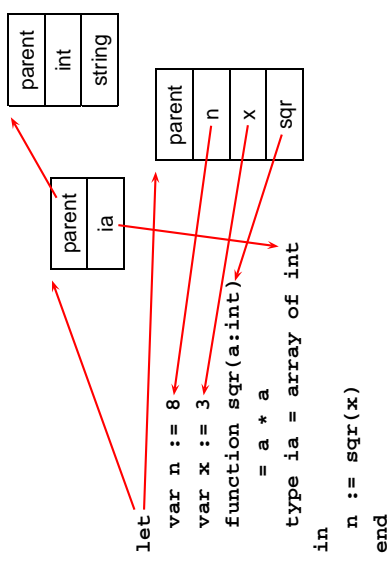 parent
int
string
parent
ia
parent
n
x
sqr
let
var n := 8
var x := 3
function sqr(a:int)
= a * a
type ia = array of int
in
n := sqr(x)
end